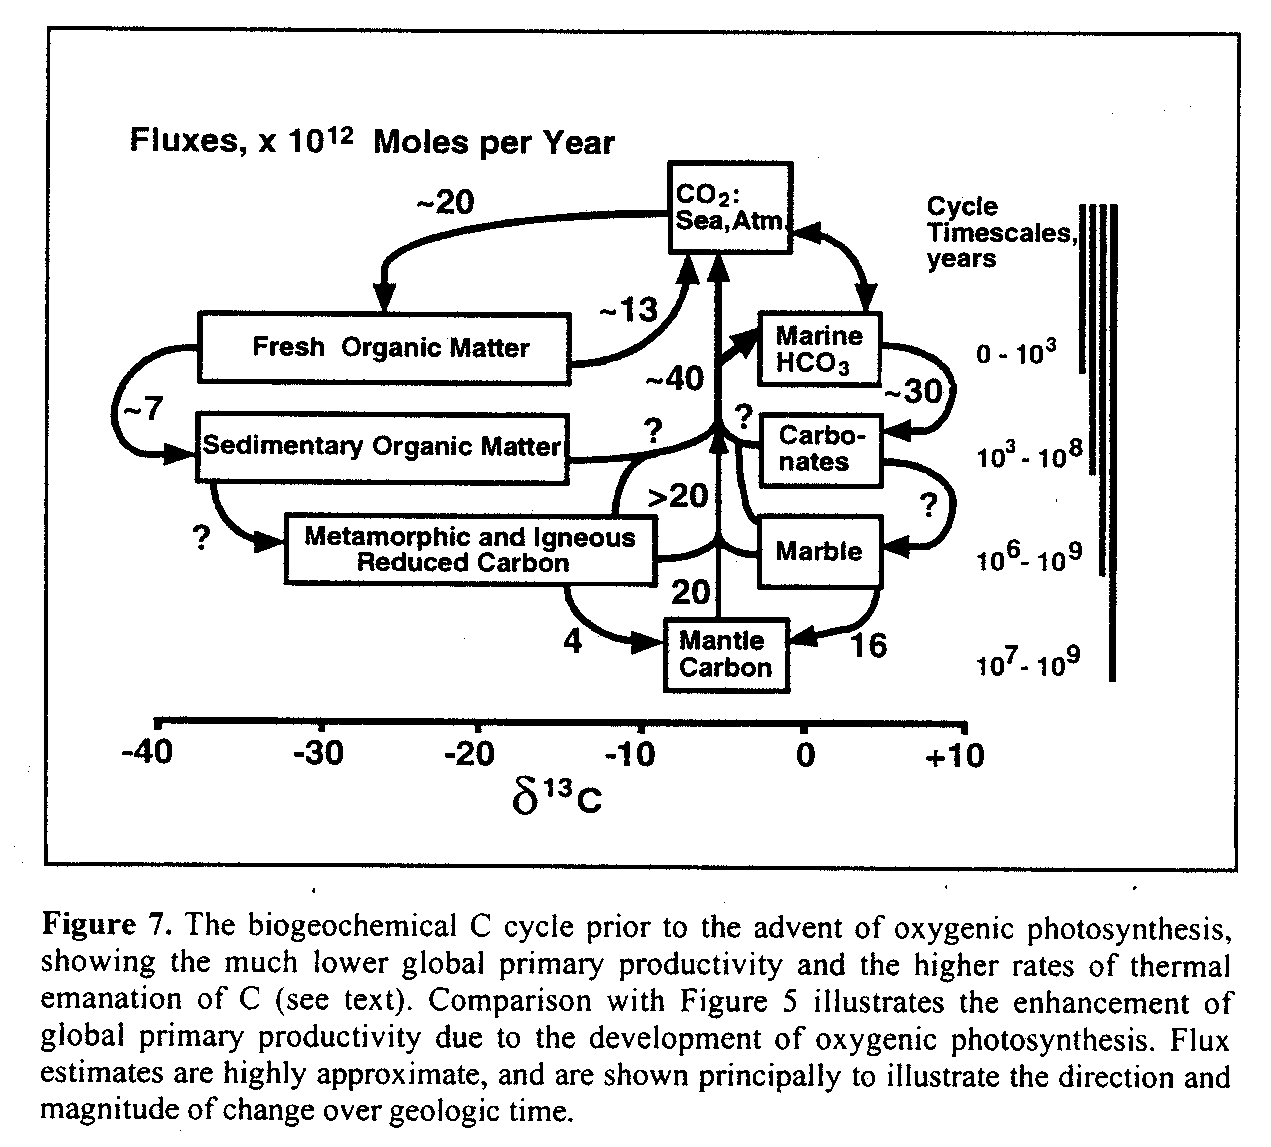 Fluxes, x 10¹² Moles per Year
CO₂:
Sea, Atm.
~20
Cycle
Timescales,
years
~13
Fresh Organic Matter
Marine
HCO₃
0 - 10³
~40
~30
~7
?
?
Sedimentary Organic Matter
Carbo-
nates
10³ - 10⁸
>20
?
?
Metamorphic and Igneous
Reduced Carbon
Marble
10⁶ - 10⁹
20
4
Mantle
Carbon
16
10⁷ - 10⁹
-40 -30 -20 -10 0 +10
δ ¹³C
Figure 7. The biogeochemical C cycle prior to the advent of oxygenic photosynthesis,
showing the much lower global primary productivity and the higher rates of thermal
emanation of C (see text). Comparison with Figure 5 illustrates the enhancement of
global primary productivity due to the development of oxygenic photosynthesis. Flux
estimates are highly approximate, and are shown principally to illustrate the direction and
magnitude of change over geologic time.